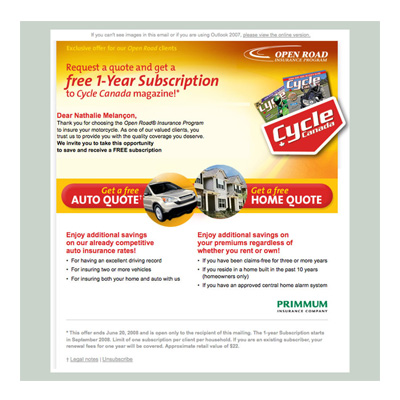 If you can't see images in this email or if you are using Outlook 2007, please view the online version.
Exclusive offer for our Open Road clients
OPEN ROAD
INSURANCE PROGRAM
Request a quote and get a
free 1-Year Subscription
to Cycle Canada magazine!*
Cycle
Canada
Dear Nathalie Melançon,
Thank you for choosing the Open Road® Insurance Program
to insure your motorcycle. As one of our valued clients, you
trust us to provide you with the quality coverage you deserve.
We invite you to take this opportunity
to save and receive a FREE subscription
Get a free
AUTO QUOTE!
Get a free
HOME QUOTE
Enjoy additional savings
on our already competitive
auto insurance rates!
• For having an excellent driving record
• For insuring two or more vehicles
• For insuring both your home and auto with us
Enjoy additional savings on
your premiums regardless of
whether you rent or own!
• If you have been claims-free for three or more years
• If you reside in a home built in the past 10 years
(homeowners only)
• If you have an approved central home alarm system
PRIMMUM
INSURANCE COMPANY
* This offer ends June 20, 2009 and is open only to the recipient of this mailing. The 1-year Subscription starts
in September 2009. Limit of one subscription per client per household. If you are an existing subscriber, your
renewal fees for one year will be covered. Approximate retail value of $22.
Legal notes | Unsubscribe